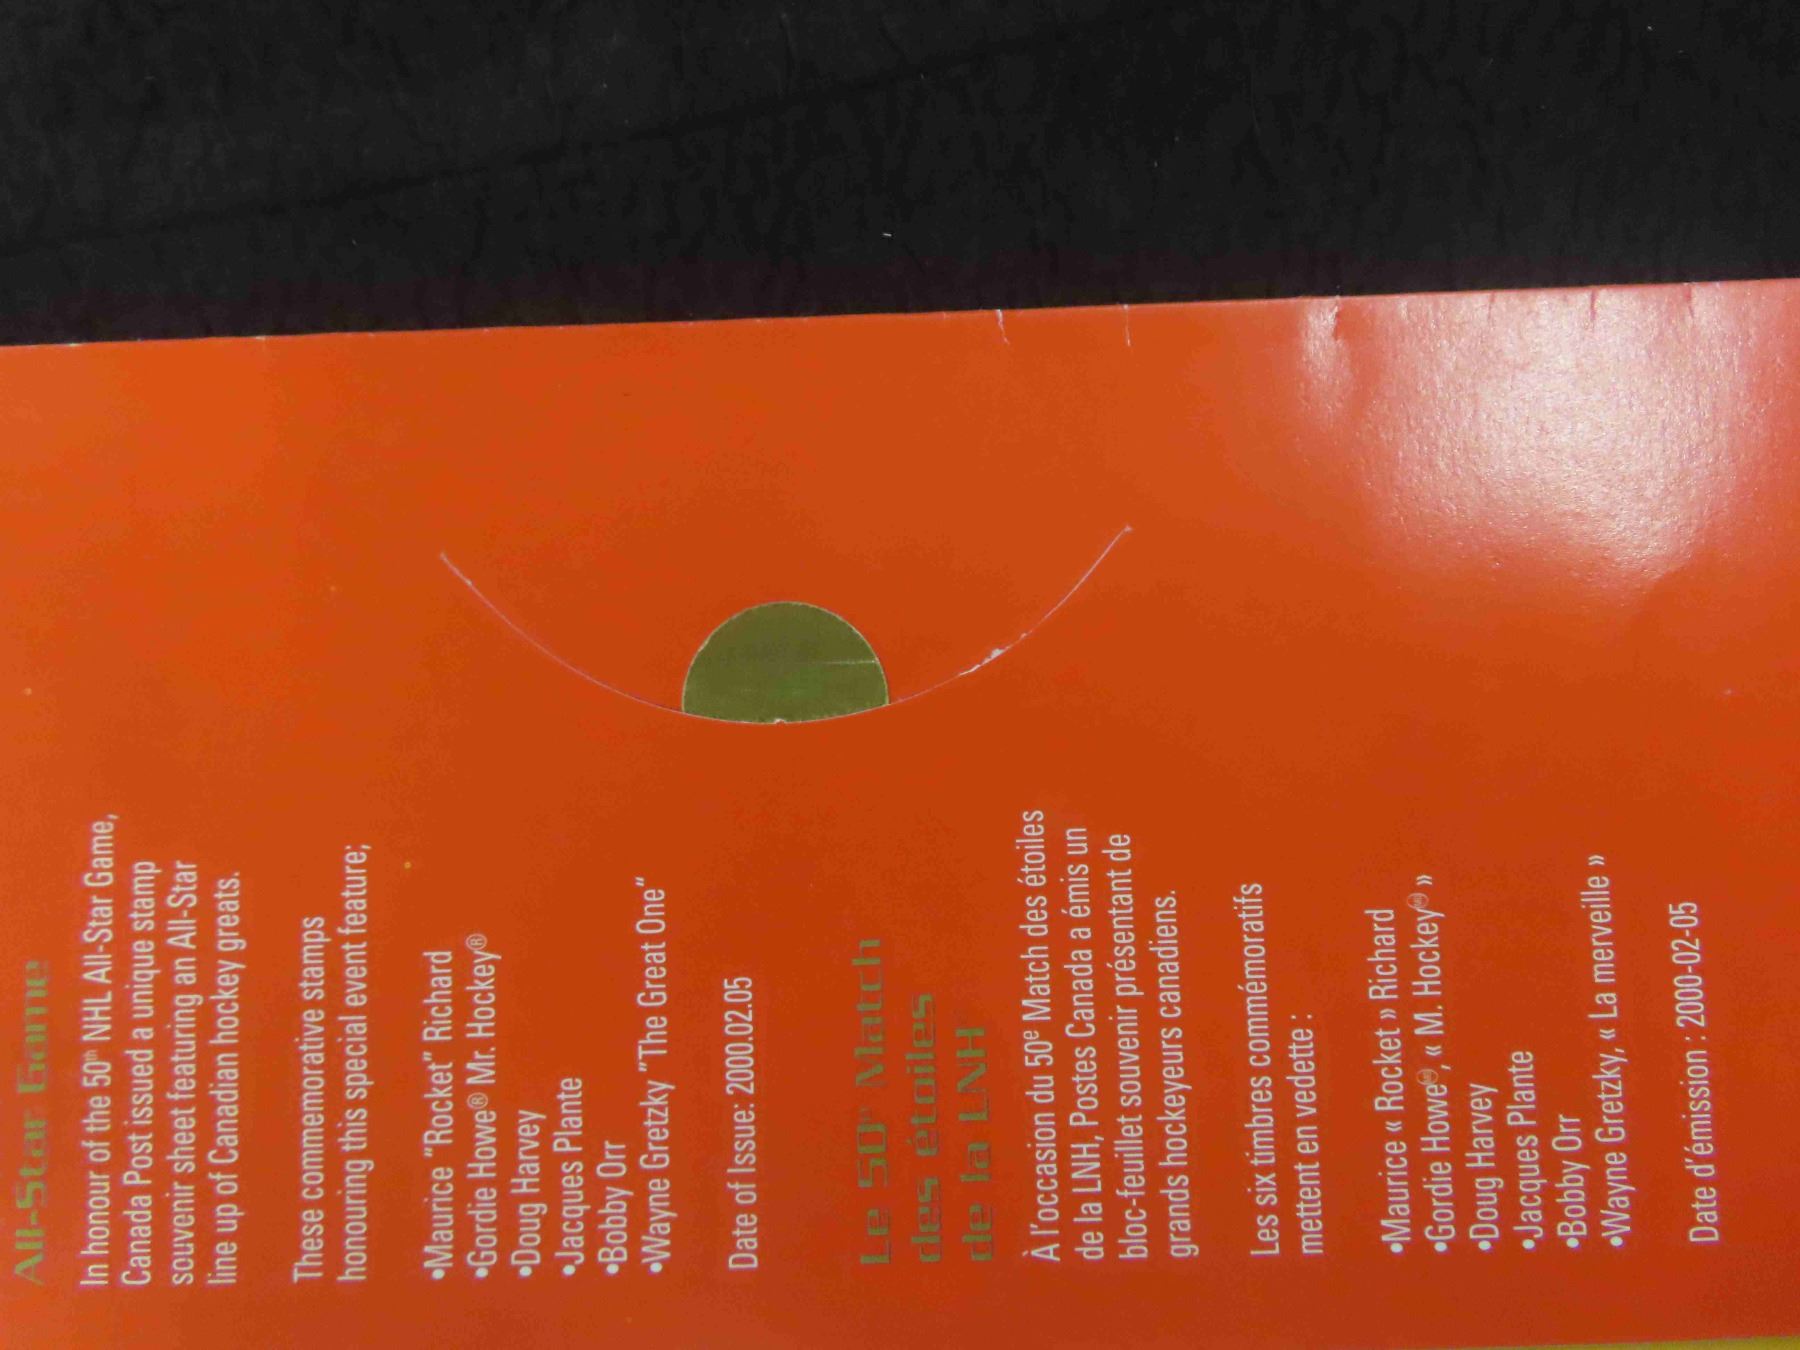 All-Star Game
In honour of the 50th NHL All-Star Game,
Canada Post issued a unique stamp
souvenir sheet featuring an All-Star
line up of Canadian hockey greats.
These commemorative stamps
honouring this special event feature;
•Maurice "Rocket" Richard
•Gordie Howe® Mr. Hockey®
•Doug Harvey
•Jacques Plante
•Bobby Orr
•Wayne Gretzky "The Great One"
Date of Issue: 2000.02.05
Le 50e Match
des étoiles
de la LNH
À l'occasion du 50e Match des étoiles
de la LNH, Postes Canada a émis un
bloc-feuillet souvenir présentant de
grands hockeyeurs canadiens.
Les six timbres commémoratifs
mettent en vedette :
•Maurice « Rocket » Richard
•Gordie Howe, « M. Hockey »
•Doug Harvey
•Jacques Plante
•Bobby Orr
•Wayne Gretzky, « La merveille »
Date d'émission : 2000-02-05